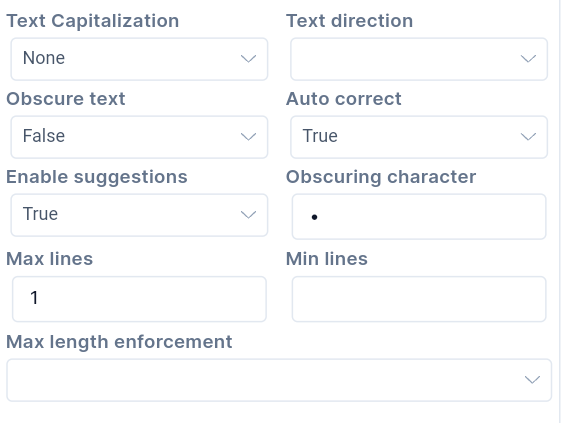 Text Capitalization Text direction
None
Obscure text Auto correct
False True
Enable suggestions Obscuring character
True •
Max lines Min lines
1
Max length enforcement